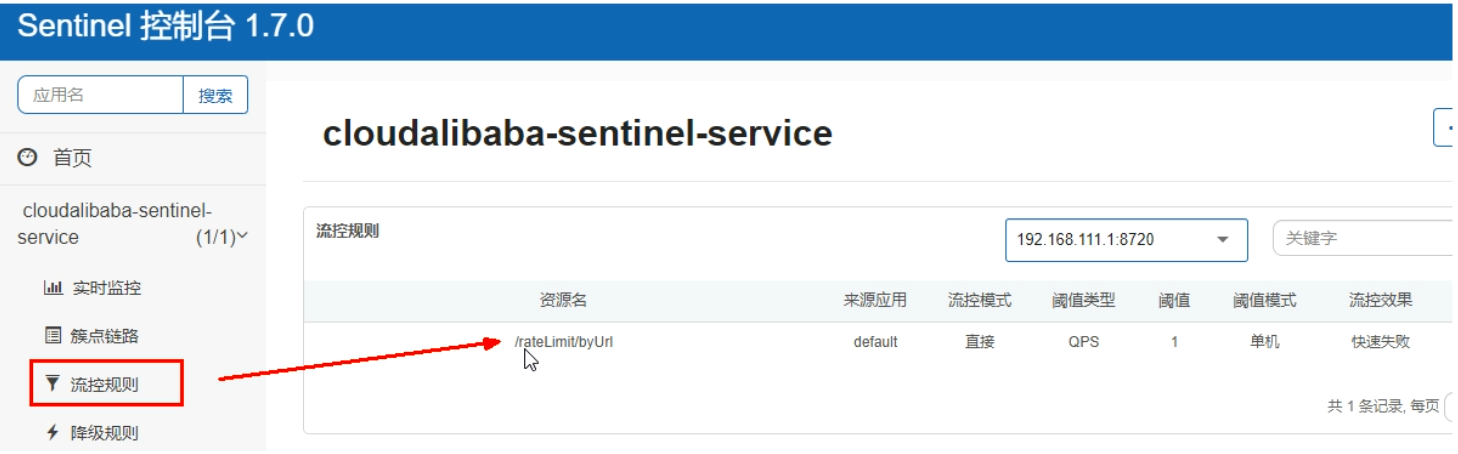 Sentinel 控制台 1.7.0
应用名
搜索
首页
cloudalibaba-sentinel-
service (1/1)
实时监控
簇点链路
流控规则
降级规则
cloudalibaba-sentinel-service
流控规则
192.168.111.1:8720
关键字
资源名 来源应用 流控模式 阈值类型 阈值 阈值模式 流控效果
/rateLimit/byUrl default 直接 QPS 1 单机 快速失败
共 1 条记录, 每页